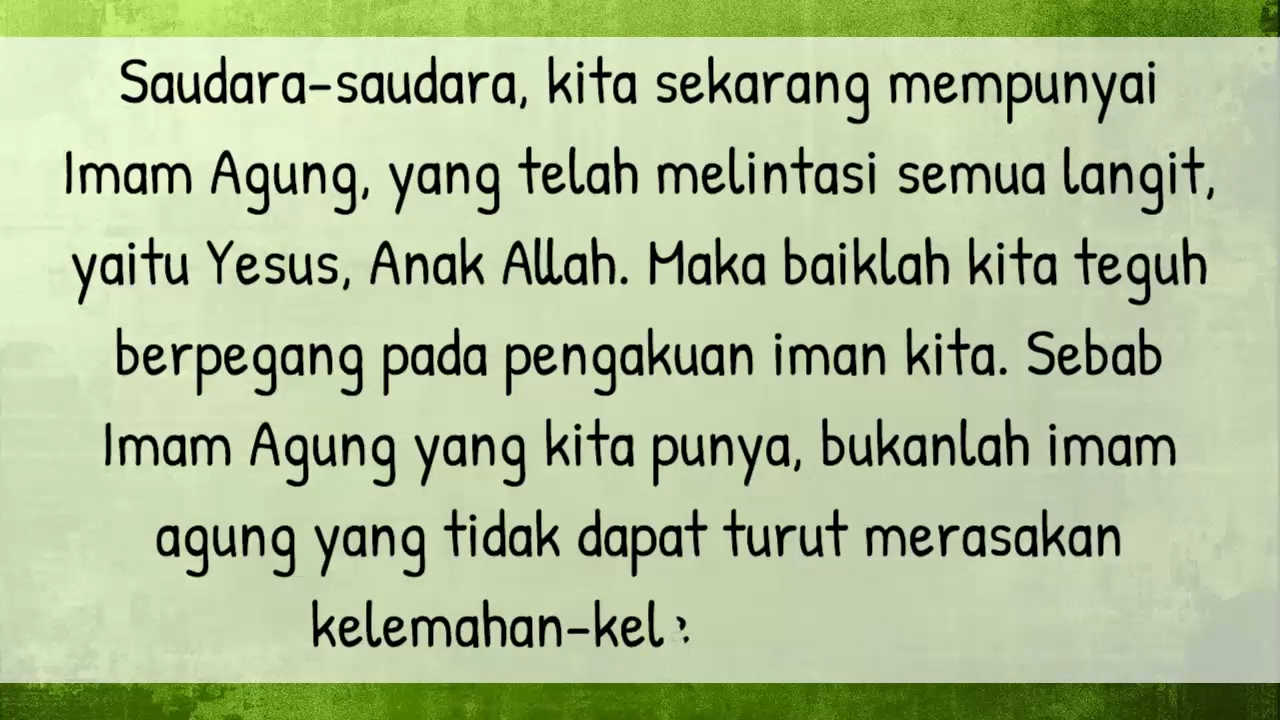 Saudara-saudara, kita sekarang mempunyai
Imam Agung, yang telah melintasi semua langit,
yaitu Yesus, Anak Allah. Maka baiklah kita teguh
berpegang pada pengakuan iman kita. Sebab
Imam Agung yang kita punya, bukanlah imam
agung yang tidak dapat turut merasakan
kelemahan-kel